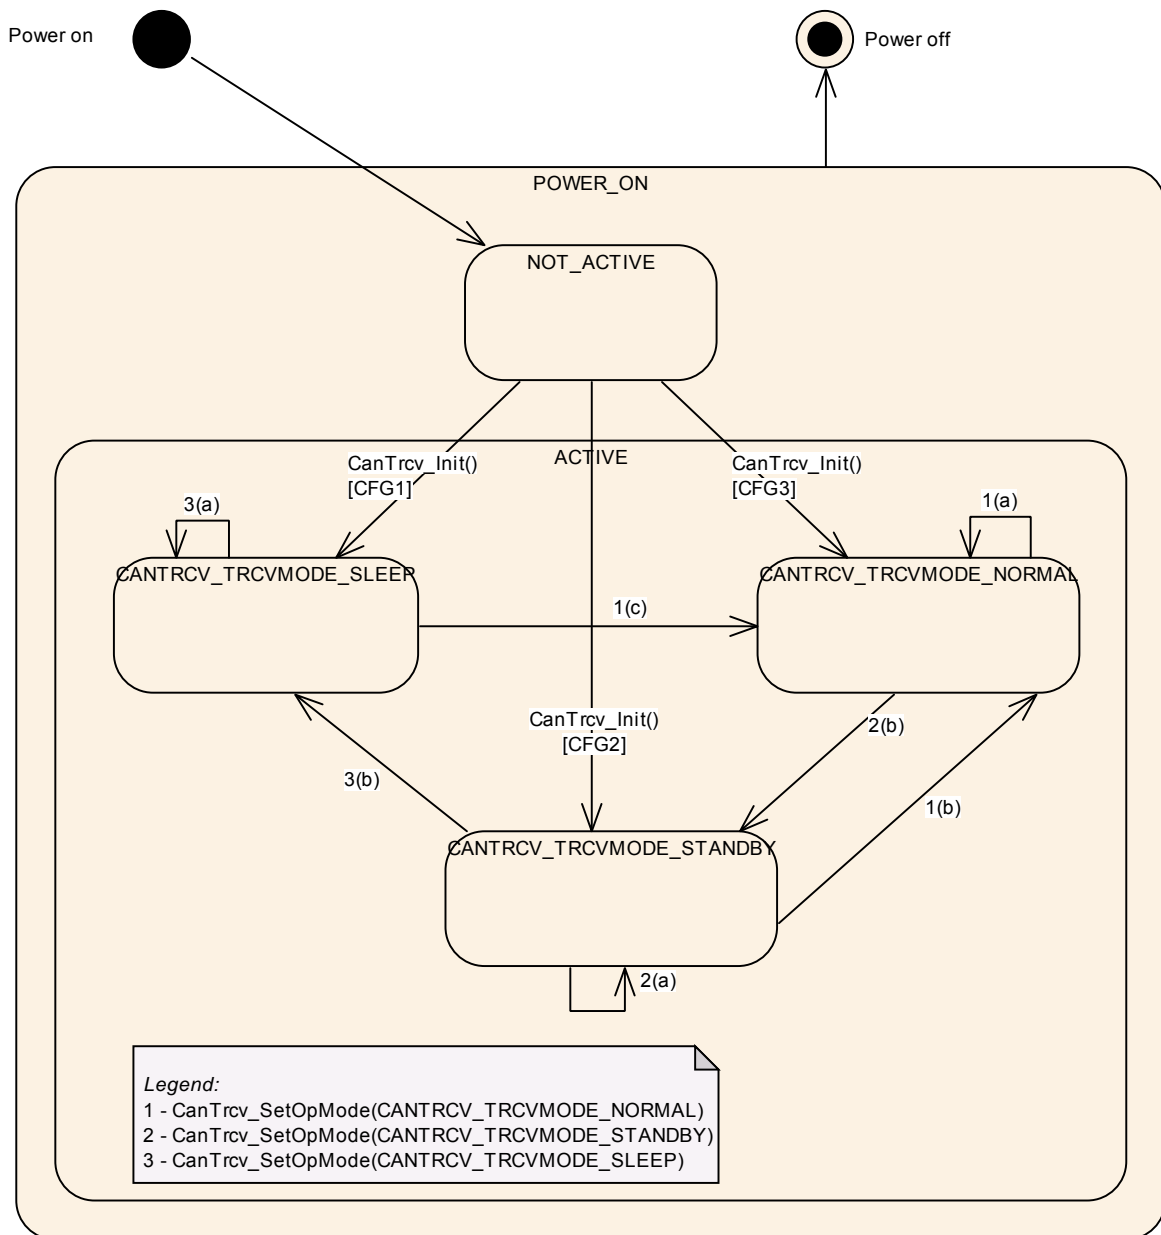 Power on
Power off
POWER_ON
NOT_ACTIVE
ACTIVE
CanTrcv_Init()
[CFG1]
CanTrcv_Init()
[CFG3]
3(a)
1(a)
CANTRCV_TRCVMODE_SLEEP
CANTRCV_TRCVMODE_NORMAL
1(c)
CanTrcv_Init()
[CFG2]
2(b)
3(b)
1(b)
CANTRCV_TRCVMODE_STANDBY
2(a)
Legend:
1 - CanTrcv_SetOpMode(CANTRCV_TRCVMODE_NORMAL)
2 - CanTrcv_SetOpMode(CANTRCV_TRCVMODE_STANDBY)
3 - CanTrcv_SetOpMode(CANTRCV_TRCVMODE_SLEEP)